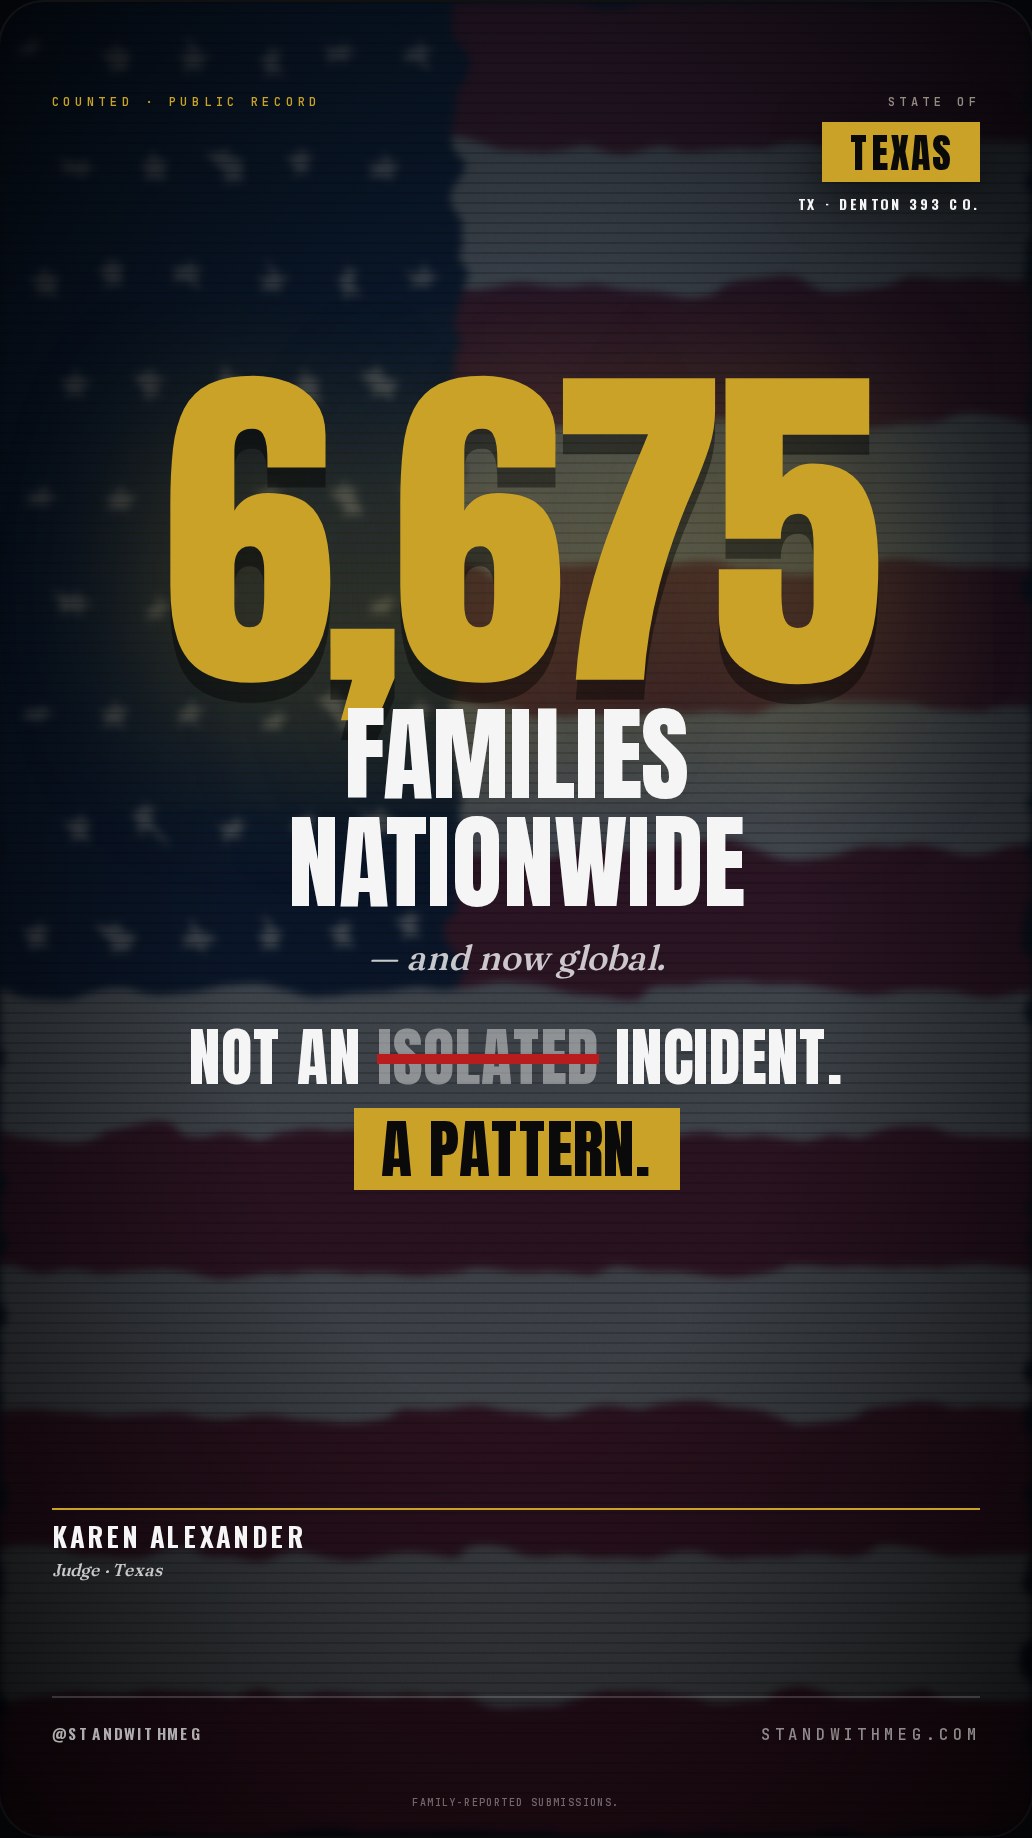 COUNTED · PUBLIC RECORD
STATE OF
TEXAS
TX · DENTON 393 CO.
6,675
FAMILIES
NATIONWIDE
— and now global.
NOT AN ISOLATED INCIDENT.
A PATTERN.
KAREN ALEXANDER
Judge · Texas
@STANDWITHMEG
STANDWITHMEG.COM
FAMILY-REPORTED SUBMISSIONS.